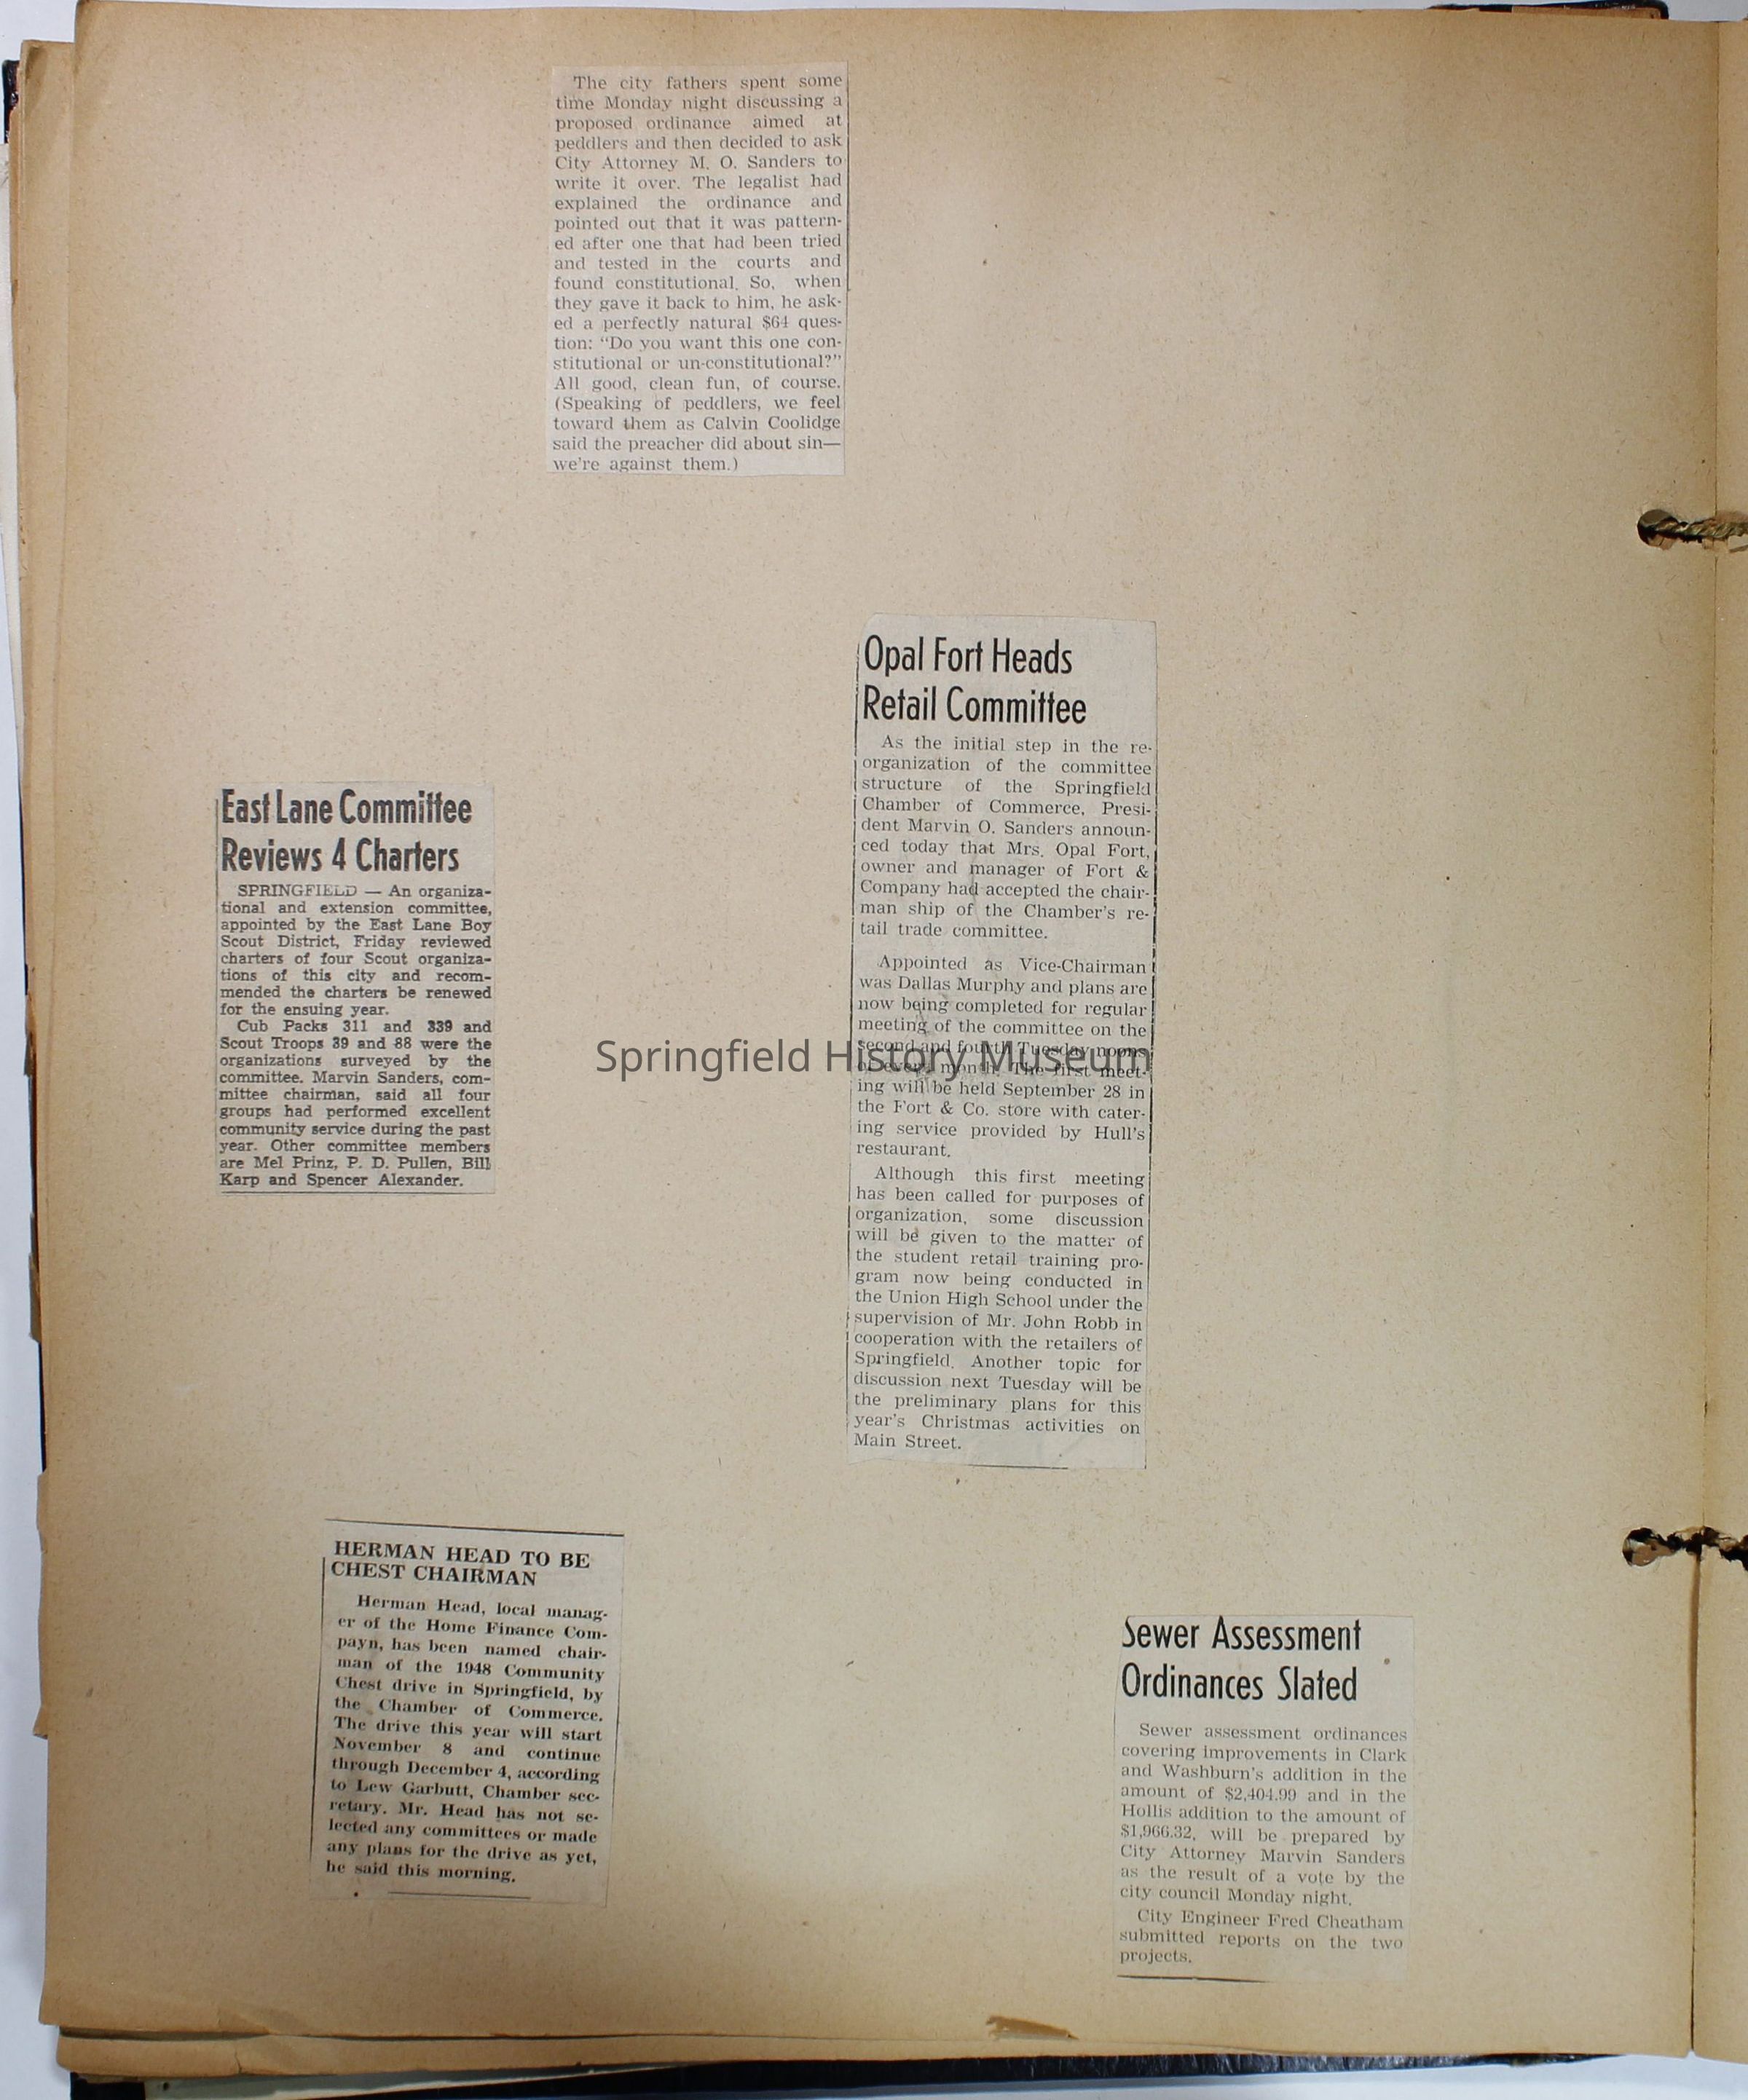 The city fathers spent some
time Monday night discussing a
proposed ordinance aimed at
peddlers and then decided to ask
City Attorney M. O. Sanders to
write it over. The legalist had
explained the ordinance and
pointed out that it was pattern-
ed after one that had been tried
and tested in the courts and
found constitutional. So, when
they gave it back to him, he ask-
ed a perfectly natural $64 ques-
tion: "Do you want this one con-
stitutional or un-constitutional?"
All good, clean fun, of course.
(Speaking of peddlers, we feel
toward them as Calvin Coolidge
said the preacher did about sin—
we're against them.)
East Lane Committee
Reviews 4 Charters
SPRINGFIELD — An organiza-
tional and extension committee,
appointed by the East Lane Boy
Scout District, Friday reviewed
charters of four Scout organiza-
tions of this city and recom-
mended the charters be renewed
for the ensuing year.
Cub Packs 311 and 339 and
Scout Troops 39 and 88 were the
organizations surveyed by the
committee. Marvin Sanders, com-
mittee chairman, said all four
groups had performed excellent
community service during the past
year. Other committee members
are Mel Prinz, P. D. Pullen, Bill
Karp and Spencer Alexander.
Opal Fort Heads
Retail Committee
As the initial step in the re-
organization of the committee
structure of the Springfield
Chamber of Commerce, Presi-
dent Marvin O. Sanders announ-
ced today that Mrs. Opal Fort,
owner and manager of Fort &
Company had accepted the chair-
man ship of the Chamber's re-
tail trade committee.
Appointed as Vice-Chairman
was Dallas Murphy and plans are
now being completed for regular
meeting of the committee on the
second and fourth Tuesday noons
of every month. The first meet-
ing will be held September 28 in
the Fort & Co. store with cater-
ing service provided by Hull's
restaurant.
Although this first meeting
has been called for purposes of
organization, some discussion
will be given to the matter of
the student retail training pro-
gram now being conducted in
the Union High School under the
supervision of Mr. John Robb in
cooperation with the retailers of
Springfield. Another topic for
discussion next Tuesday will be
the preliminary plans for this
year's Christmas activities on
Main Street.
Springfield History Museum
HERMAN HEAD TO BE
CHEST CHAIRMAN
Herman Head, local manag-
er of the Home Finance Com-
payn, has been named chair-
man of the 1948 Community
Chest drive in Springfield, by
the Chamber of Commerce.
The drive this year will start
November 8 and continue
through December 4, according
to Lew Garbutt, Chamber sec-
retary. Mr. Head has not se-
lected any committees or made
any plans for the drive as yet,
he said this morning.
Sewer Assessment
Ordinances Slated
Sewer assessment ordinances
covering improvements in Clark
and Washburn's addition in the
amount of $2,404.99 and in the
Hollis addition to the amount of
$1,966.32, will be prepared by
City Attorney Marvin Sanders
as the result of a vote by the
city council Monday night.
City Engineer Fred Cheatham
submitted reports on the two
projects.